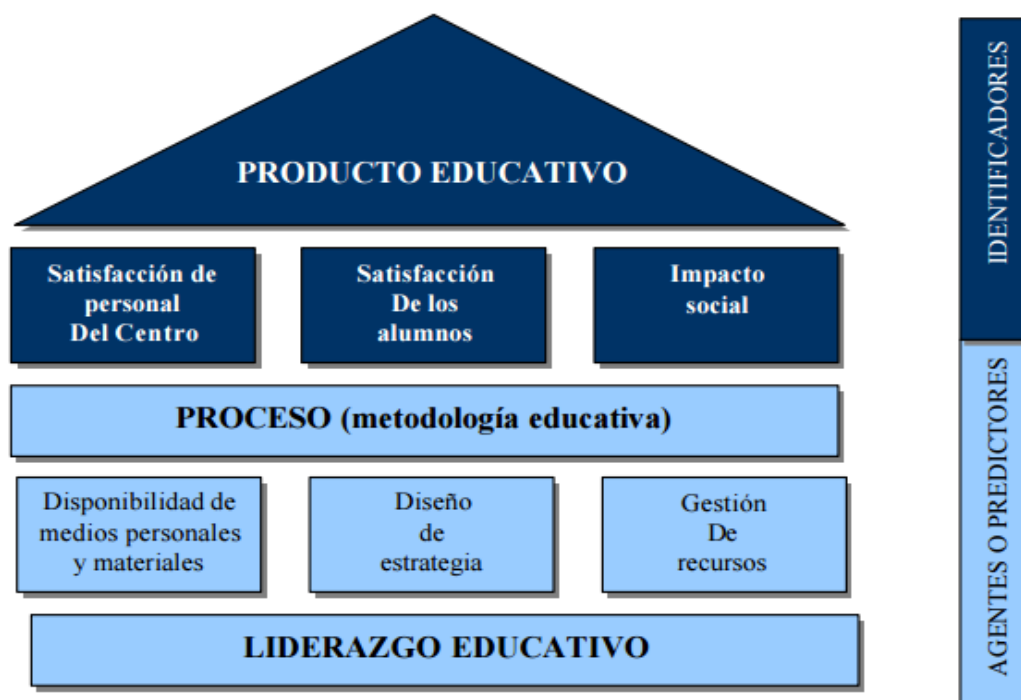 PRODUCTO EDUCATIVO
Satisfacción de
personal
Del Centro
Satisfacción
De los
alumnos
Impacto
social
PROCESO (metodología educativa)
Disponibilidad de
medios personales
y materiales
Diseño
de
estrategia
Gestión
De
recursos
LIDERAZGO EDUCATIVO
IDENTIFICADORES
AGENTES O PREDICTORES